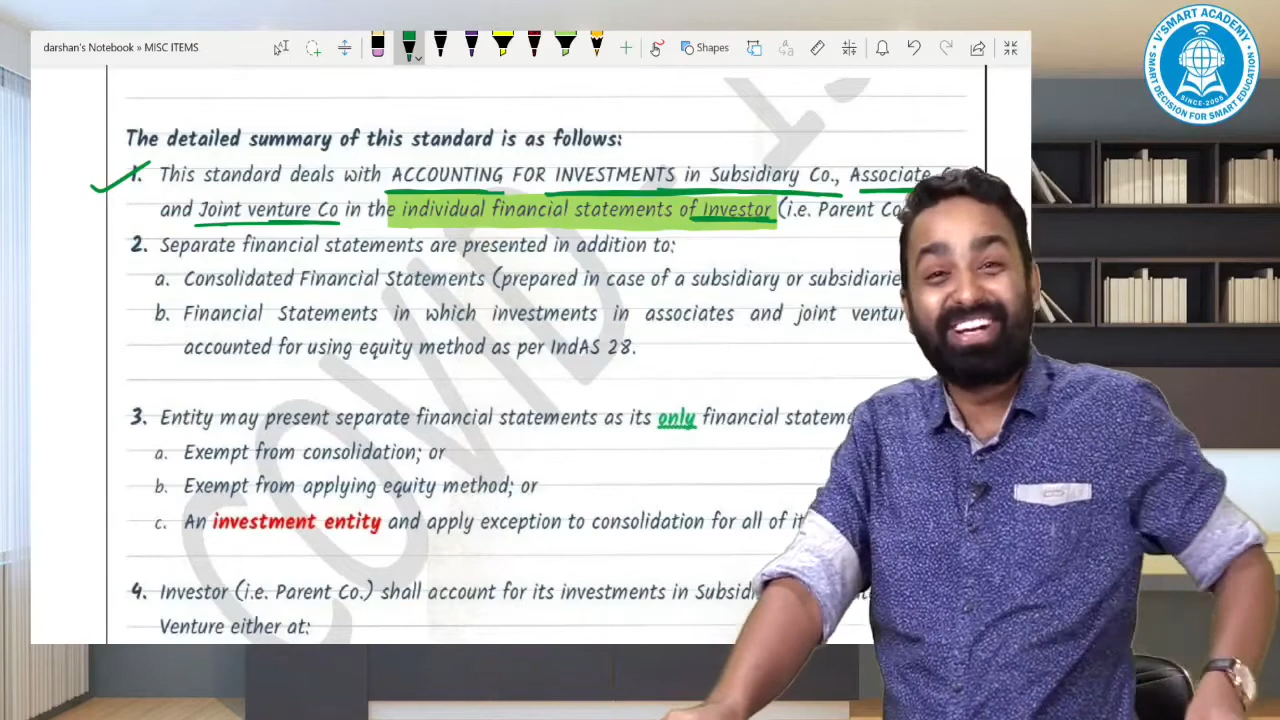 darshan's Notebook » MISC ITEMS
Shapes
V'SMART ACADEMY
SINCE-2005
SMART DECISION FOR SMART EDUCATION
The detailed summary of this standard is as follows:
1. This standard deals with ACCOUNTING FOR INVESTMENTS in Subsidiary Co., Associate
and Joint venture Co in the individual financial statements of Investor (i.e. Parent Co
2. Separate financial statements are presented in addition to:
a. Consolidated Financial Statements (prepared in case of a subsidiary or subsidiarie
b. Financial Statements in which investments in associates and joint ventur
accounted for using equity method as per IndAS 28.
3. Entity may present separate financial statements as its only financial stateme
a. Exempt from consolidation; or
b. Exempt from applying equity method; or
c. An investment entity and apply exception to consolidation for all of it
4. Investor (i.e. Parent Co.) shall account for its investments in Subsid
Venture either at:
COVID